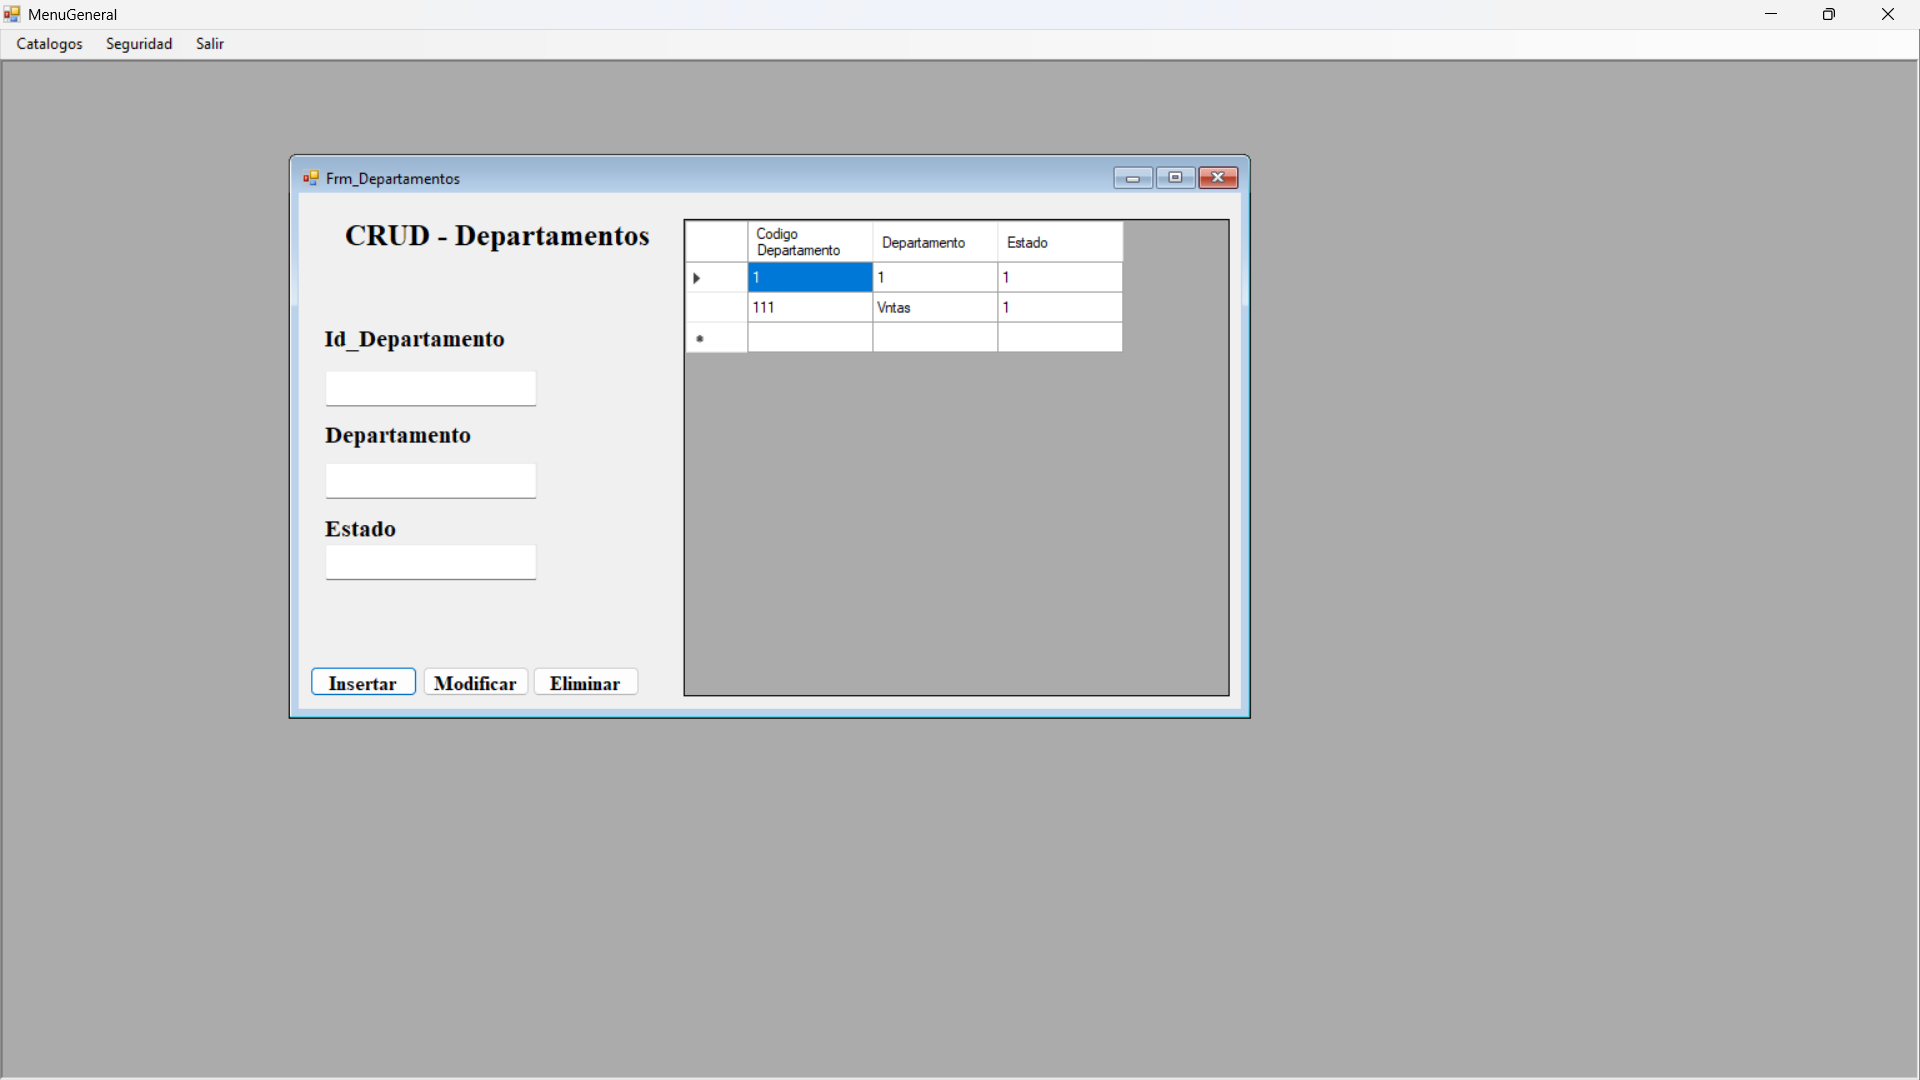 MenuGeneral
Catalogos Seguridad Salir
Frm_Departamentos
CRUD - Departamentos
Codigo Departamento Departamento Estado
1 1 1
111 Vntas 1
Id_Departamento
Departamento
Estado
Insertar Modificar Eliminar